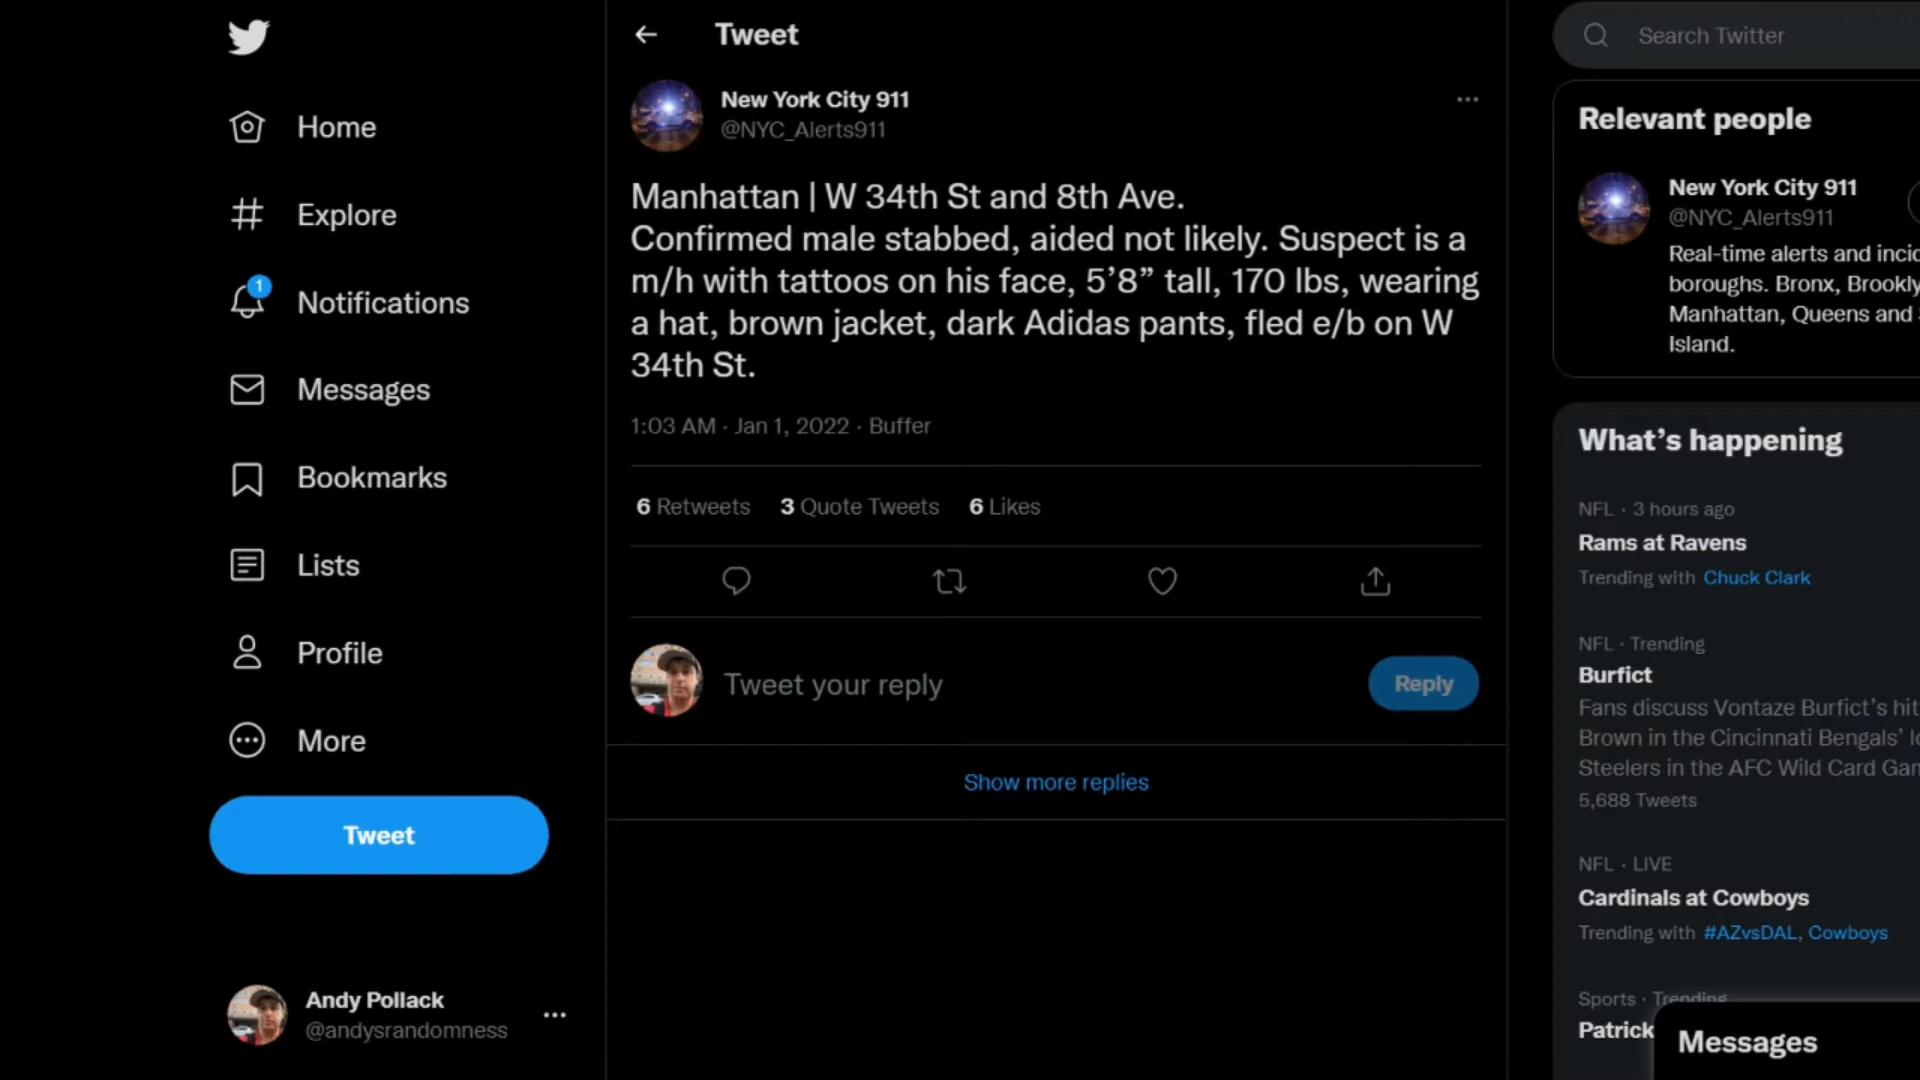 Home
Explore
1
Notifications
Messages
Bookmarks
Lists
Profile
More
Tweet
Andy Pollack
@andysrandomness
Tweet
New York City 911
@NYC_Alerts911
Manhattan | W 34th St and 8th Ave.
Confirmed male stabbed, aided not likely. Suspect is a
m/h with tattoos on his face, 5’8” tall, 170 lbs, wearing
a hat, brown jacket, dark Adidas pants, fled e/b on W
34th St.
1:03 AM · Jan 1, 2022 · Buffer
6 Retweets 3 Quote Tweets 6 Likes
Tweet your reply
Reply
Show more replies
Search Twitter
Relevant people
New York City 911
@NYC_Alerts911
Real-time alerts and
boroughs. Bronx,
Manhattan, Queens and
Island.
What’s happening
NFL · 3 hours ago
Rams at Ravens
Trending with Chuck Clark
NFL · Trending
Burfict
Fans discuss Vontaze Burfict’s hit
Brown in the Cincinnati Bengals’
Steelers in the AFC Wild Card
5,688 Tweets
NFL · LIVE
Cardinals at Cowboys
Trending with #AZvsDAL, Cowboys
Sports · Trending
Patrick
Messages